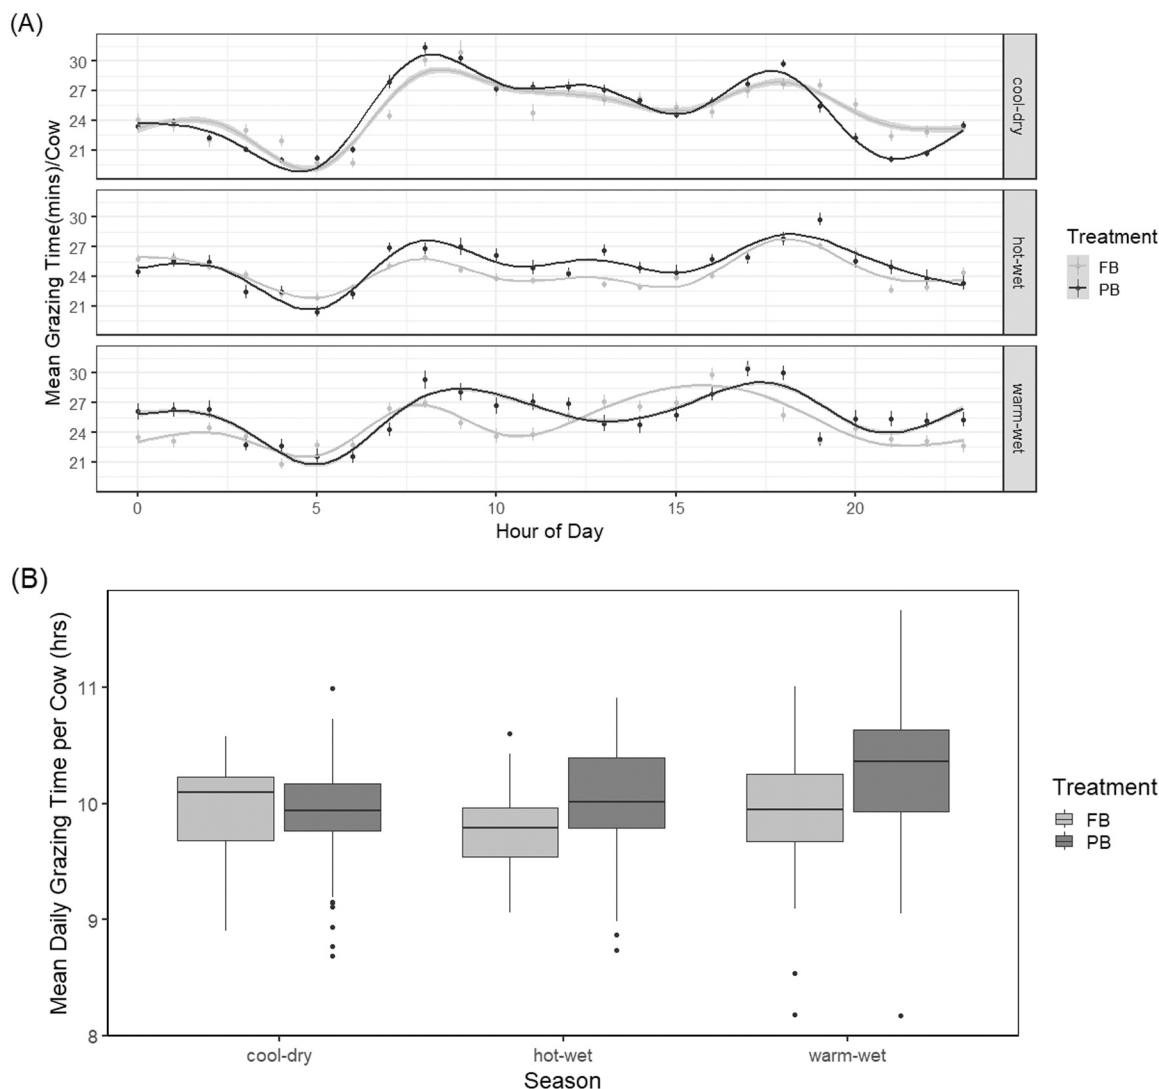 (A)
Mean Grazing Time(mins)/Cow
30
27
24
21
cool-dry
30
27
24
21
hot-wet
30
27
24
21
warm-wet
0 5 10 15 20
Hour of Day
Treatment
FB
PB
(B)
Mean Daily Grazing Time per Cow (hrs)
11
10
9
8
cool-dry hot-wet warm-wet
Season
Treatment
FB
PB